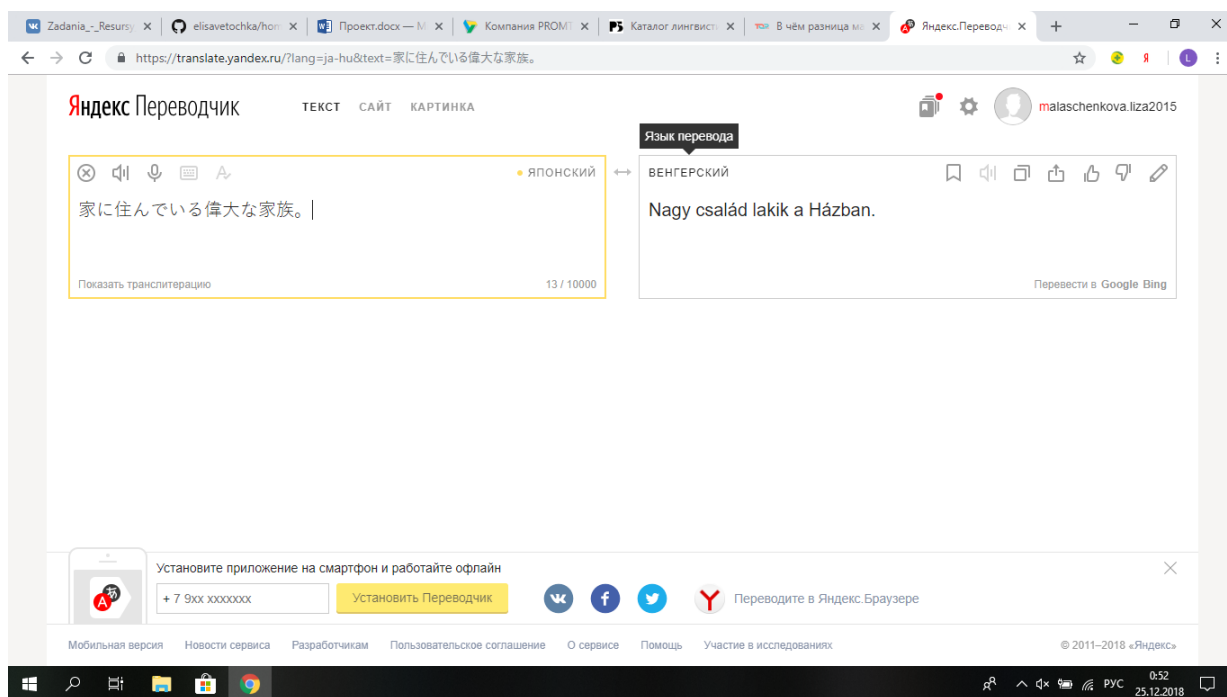 Zadania_-_Resursy
elisavetochka/hom
Проект.docx — M
Компания PROMT
Каталог лингвист
В чём разница ма
Яндекс.Переводч
https://translate.yandex.ru/?lang=ja-hu&text=家に住んでいる偉大な家族。
Яндекс Переводчик
ТЕКСТ САЙТ КАРТИНКА
malaschenkova.liza2015
Язык перевода
ЯПОНСКИЙ
ВЕНГЕРСКИЙ
家に住んでいる偉大な家族。
Nagy család lakik a Házban.
Показать транслитерацию
13 / 10000
Перевести в Google Bing
Установите приложение на смартфон и работайте офлайн
+ 7 9xx xxxxxxx
Установить Переводчик
Переводите в Яндекс.Браузере
Мобильная версия Новости сервиса Разработчикам Пользовательское соглашение О сервисе Помощь Участие в исследованиях
© 2011–2018 «Яндекс»
РУС
0:52
25.12.2018